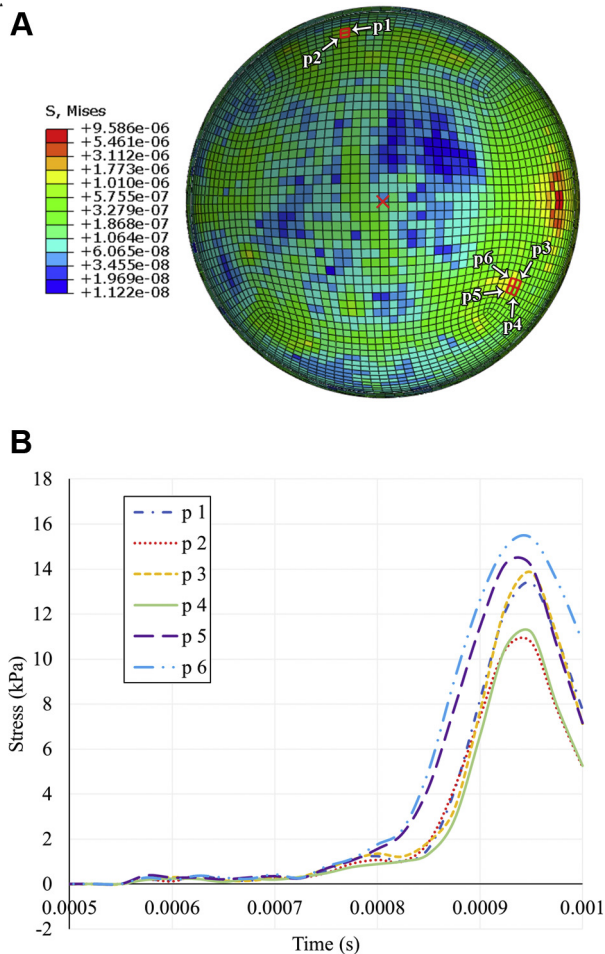 A
p1
p2
S, Mises
+9.586e-06
+5.461e-06
+3.112e-06
+1.773e-06
+1.010e-06
+5.755e-07
+3.279e-07
+1.868e-07
+1.064e-07
+6.065e-08
+3.455e-08
+1.969e-08
+1.122e-08
p6
p3
p5
p4
B
18
16
14
12
10
8
6
4
2
0
-2
Stress (kPa)
p 1
p 2
p 3
p 4
p 5
p 6
0.0005
0.0006
0.0007
0.0008
0.0009
0.001
Time (s)